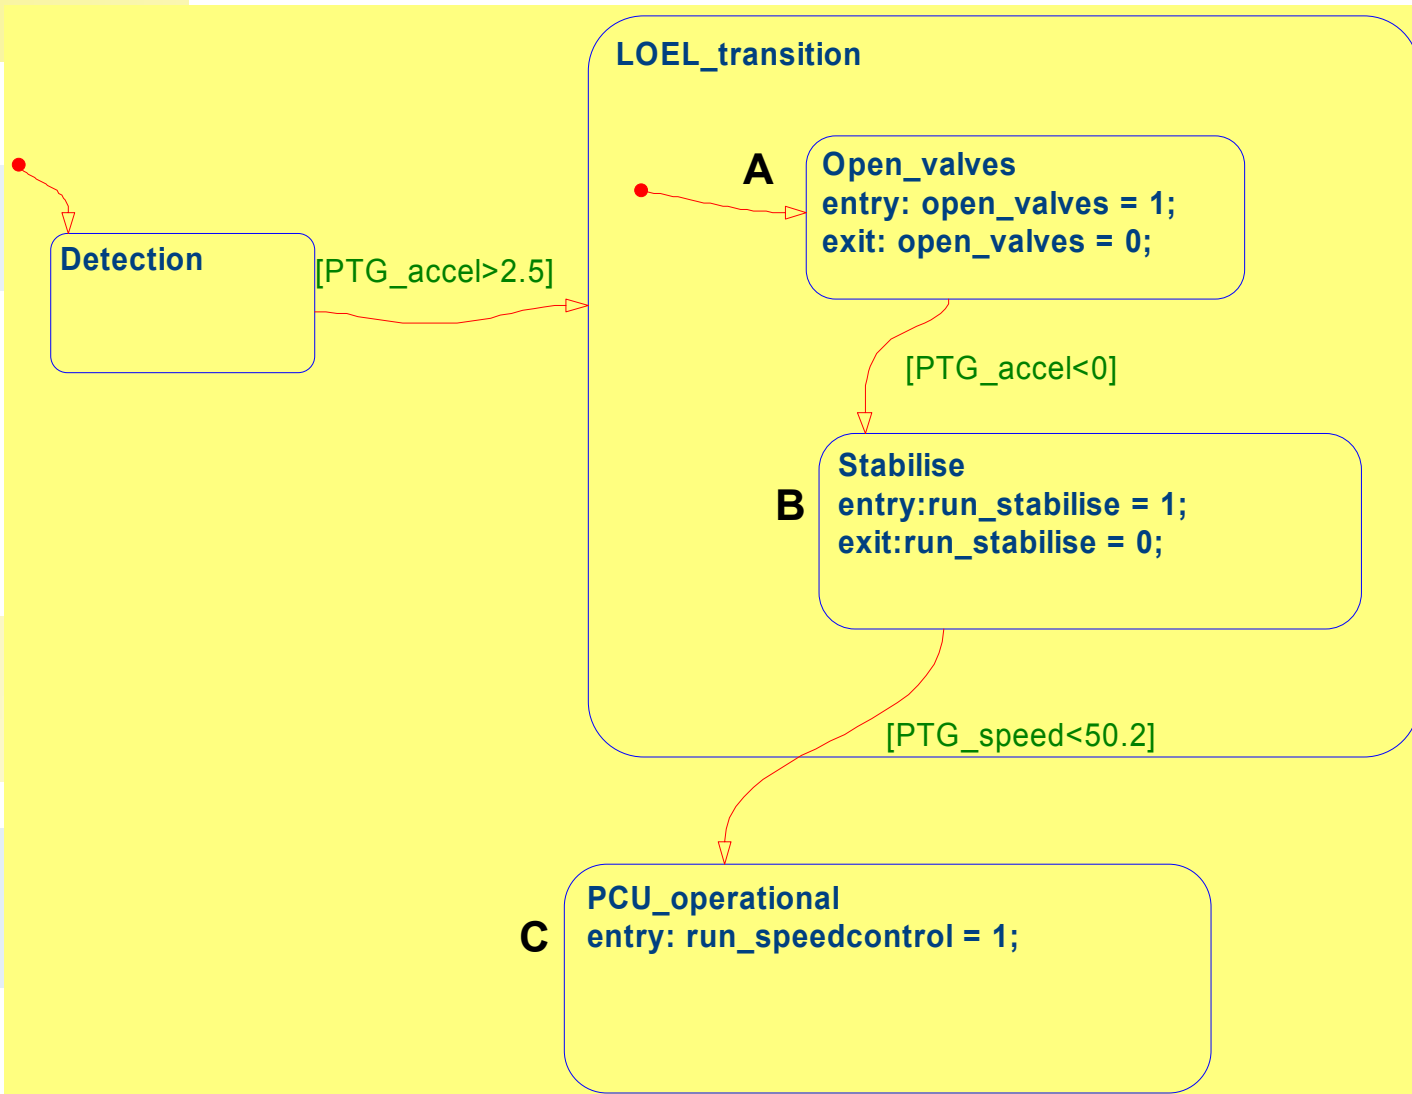 LOEL_transition
A
Open_valves
entry: open_valves = 1;
exit: open_valves = 0;
Detection
[PTG_accel>2.5]
[PTG_accel<0]
B
Stabilise
entry:run_stabilise = 1;
exit:run_stabilise = 0;
[PTG_speed<50.2]
C
PCU_operational
entry: run_speedcontrol = 1;